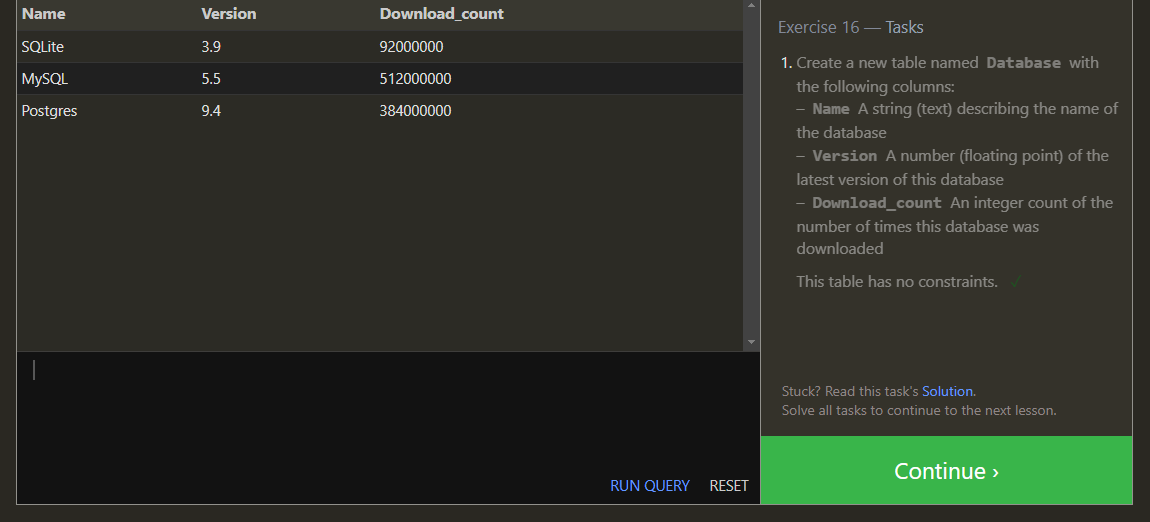 Name Version Download_count
SQLite 3.9 92000000
MySQL 5.5 512000000
Postgres 9.4 384000000
RUN QUERY RESET
Exercise 16 — Tasks
1. Create a new table named Database with
the following columns:
– Name A string (text) describing the name of
the database
– Version A number (floating point) of the
latest version of this database
– Download_count An integer count of the
number of times this database was
downloaded
This table has no constraints. ✓
Stuck? Read this task's Solution.
Solve all tasks to continue to the next lesson.
Continue ›